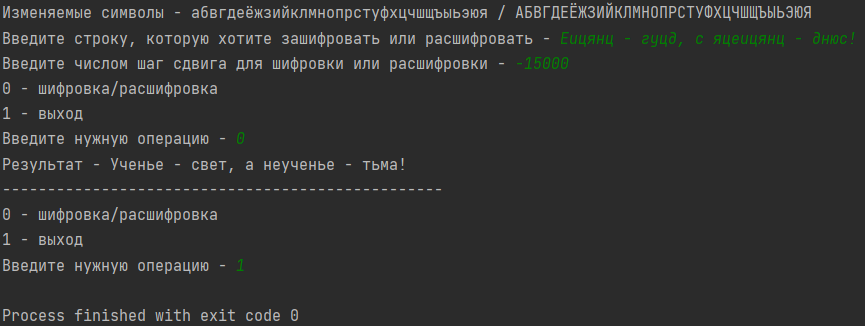 Изменяемые символы - абвгдеёжзийклмнопрстуфхцчшщъыьэюя / АБВГДЕЁЖЗИЙКЛМНОПРСТУФХЦЧШЩЪЫЬЭЮЯ
Введите строку, которую хотите зашифровать или расшифровать - Еицянц - гуцд, с яцеицянц - днюс!
Введите числом шаг сдвига для шифровки или расшифровки - -15000
0 - шифровка/расшифровка
1 - выход
Введите нужную операцию - 0
Результат - Ученье - свет, а неученье - тьма!
-------------------------------------------------
0 - шифровка/расшифровка
1 - выход
Введите нужную операцию - 1
Process finished with exit code 0